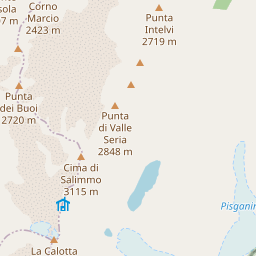 Corno
Marcio
2423 m
Punta
Intelvi
2719 m
Punta
dei Buoi
2720 m
Punta
di Valle
Seria
2848 m
Cima di
Salimmo
3115 m
La Calotta